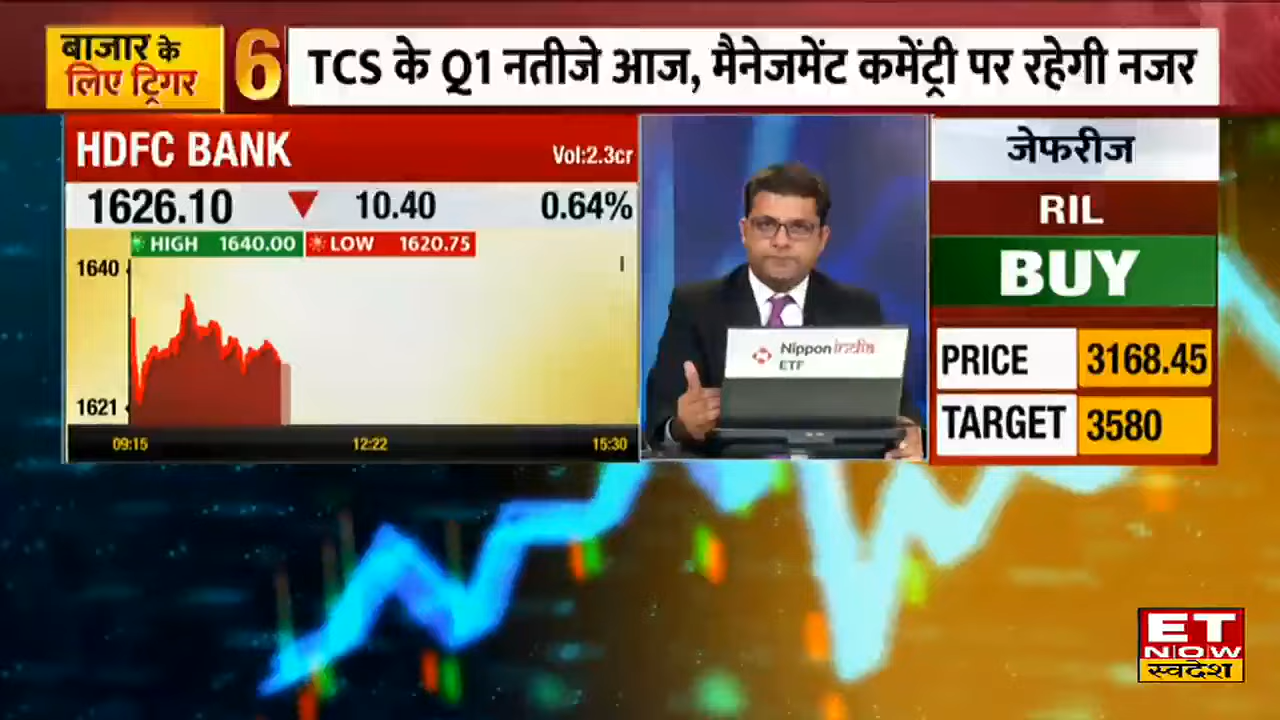 बाजार के
लिए ट्रिगर
6
TCS के Q1 नतीजे आज, मैनेजमेंट कमेंट्री पर रहेगी नजर
HDFC BANK
Vol:2.3cr
1626.10 ▼ 10.40 0.64%
HIGH 1640.00 LOW 1620.75
1640
1621
09:15 12:22 15:30
Nippon india
ETF
जेफरीज
RIL
BUY
PRICE 3168.45
TARGET 3580
ET
NOW
स्वदेश